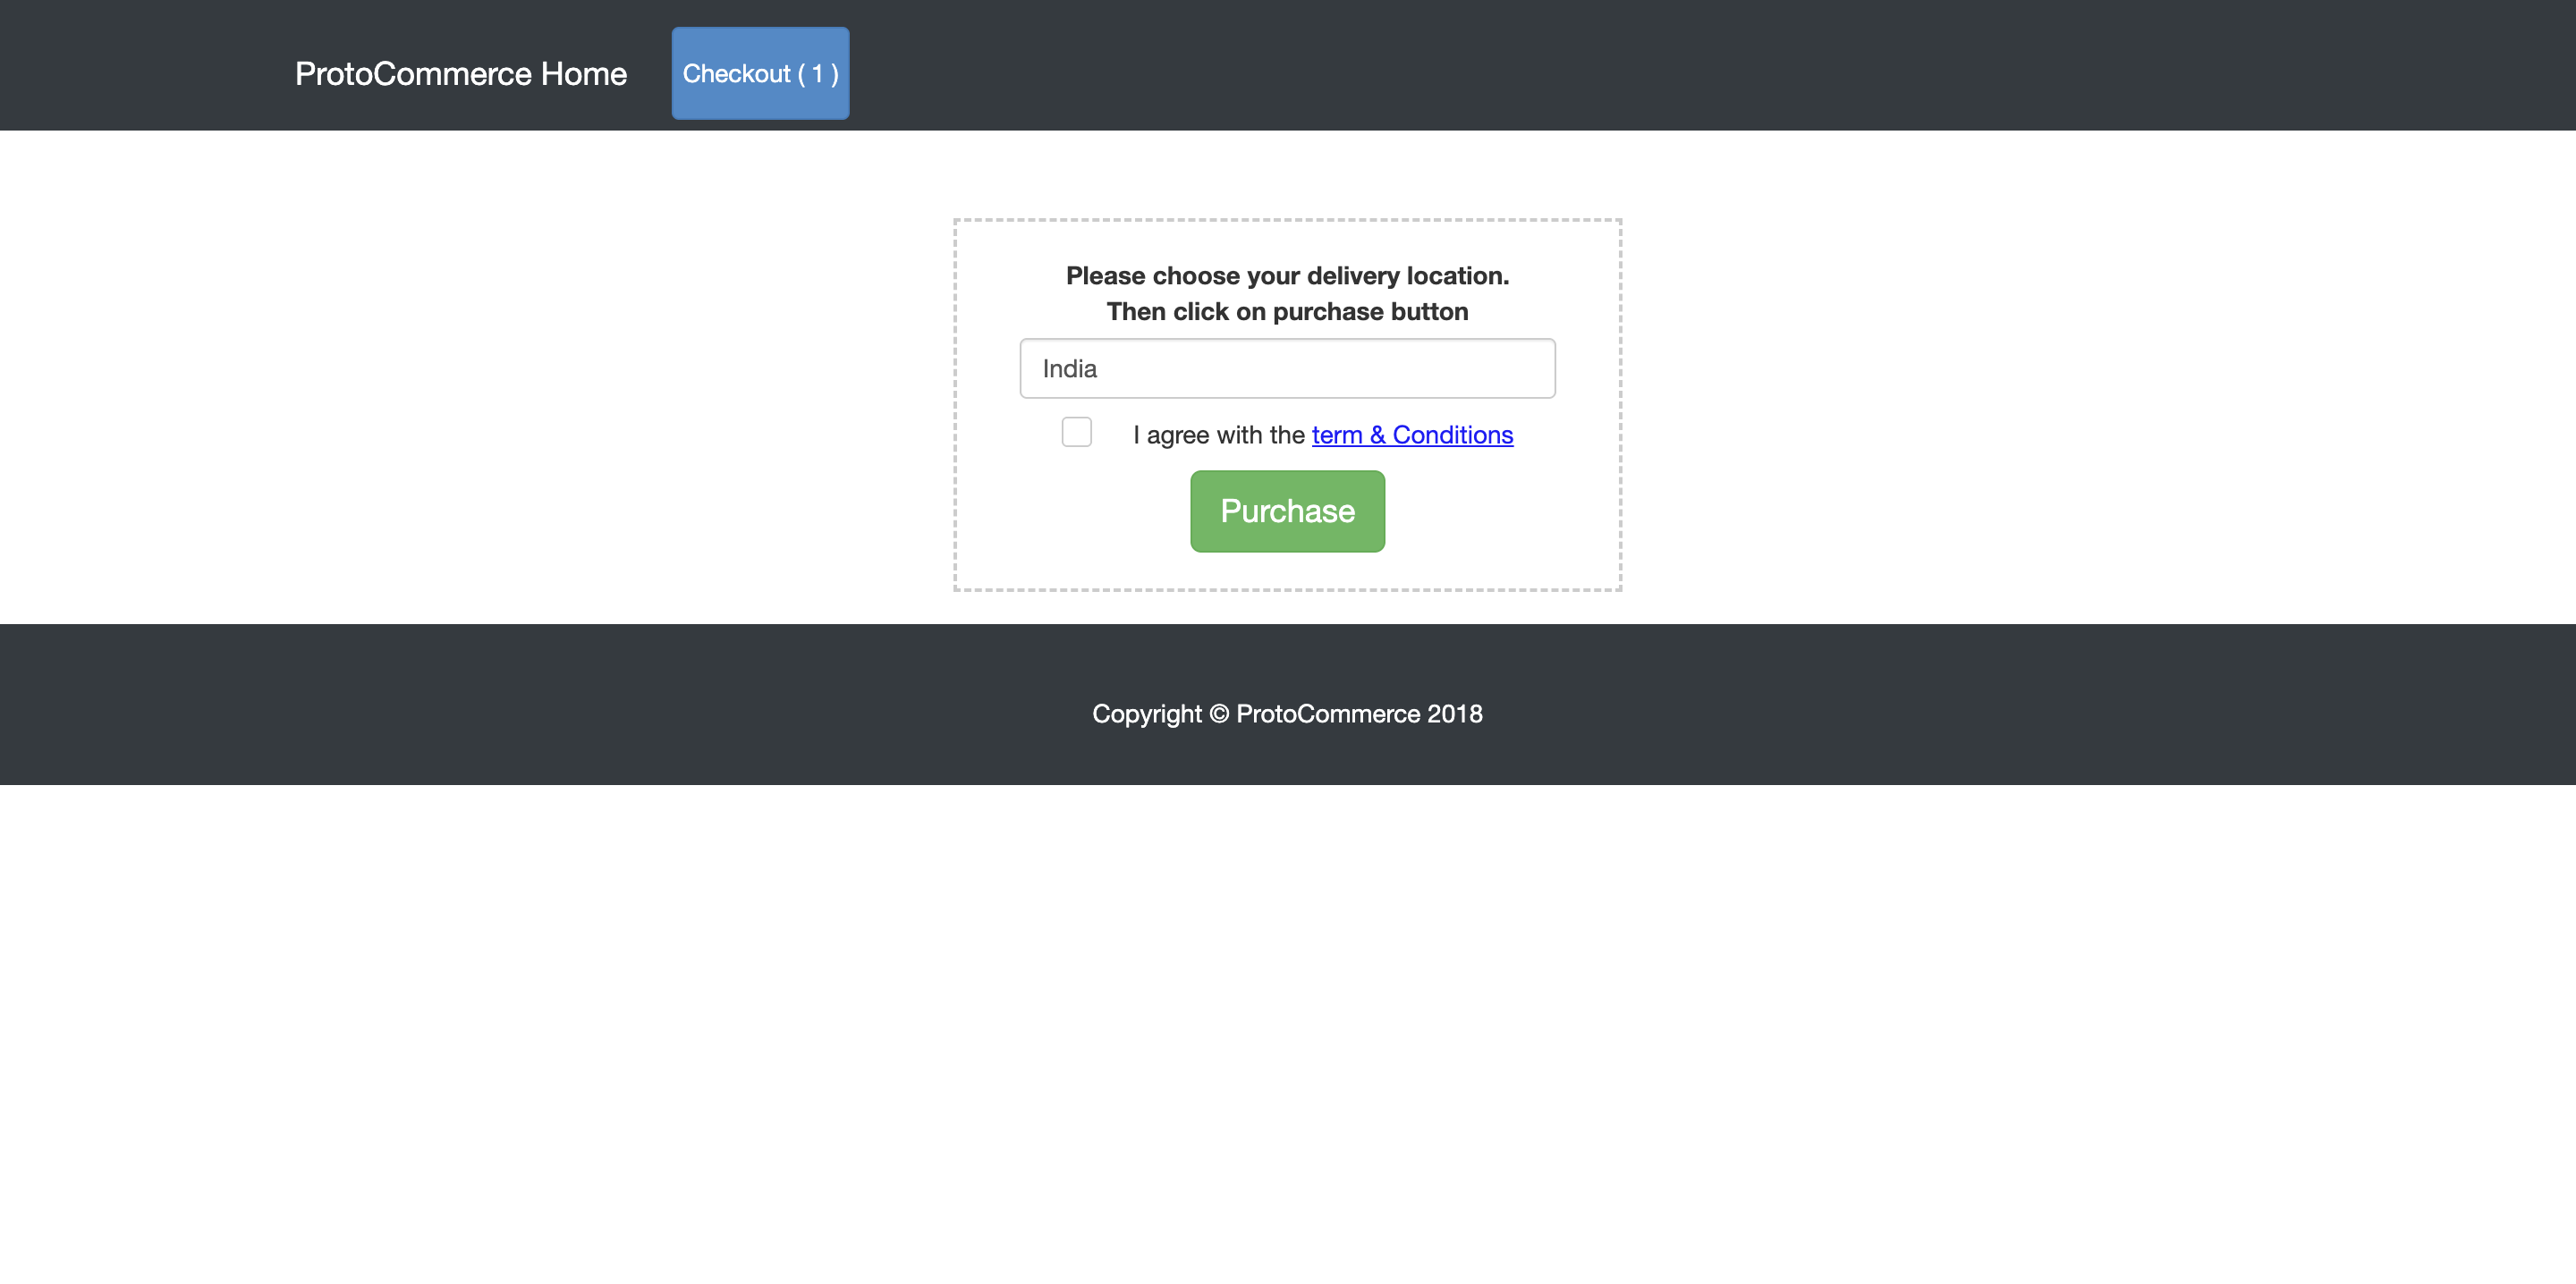 ProtoCommerce Home
Checkout ( 1 )
Please choose your delivery location.
Then click on purchase button
India
I agree with the term & Conditions
Purchase
Copyright © ProtoCommerce 2018